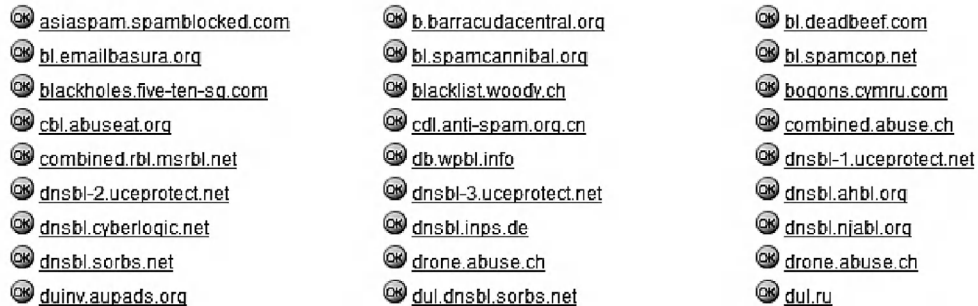 OK asiaspam.spamblocked.com OK b.barracudacentral.org OK bl.deadbeef.com
OK bl.emailbasura.org OK bl.spamcannibal.org OK bl.spamcop.net
OK blackholes.five-ten-sg.com OK blacklist.woody.ch OK bogons.cymru.com
OK cbl.abuseat.org OK cdl.anti-spam.org.cn OK combined.abuse.ch
OK combined.rbl.msrbl.net OK db.wpbl.info OK dnsbl-1.uceprotect.net
OK dnsbl-2.uceprotect.net OK dnsbl-3.uceprotect.net OK dnsbl.ahbl.org
OK dnsbl.cyberlogic.net OK dnsbl.inps.de OK dnsbl.njabl.org
OK dnsbl.sorbs.net OK drone.abuse.ch OK drone.abuse.ch
OK duinv.aupads.org OK dul.dnsbl.sorbs.net OK dul.ru